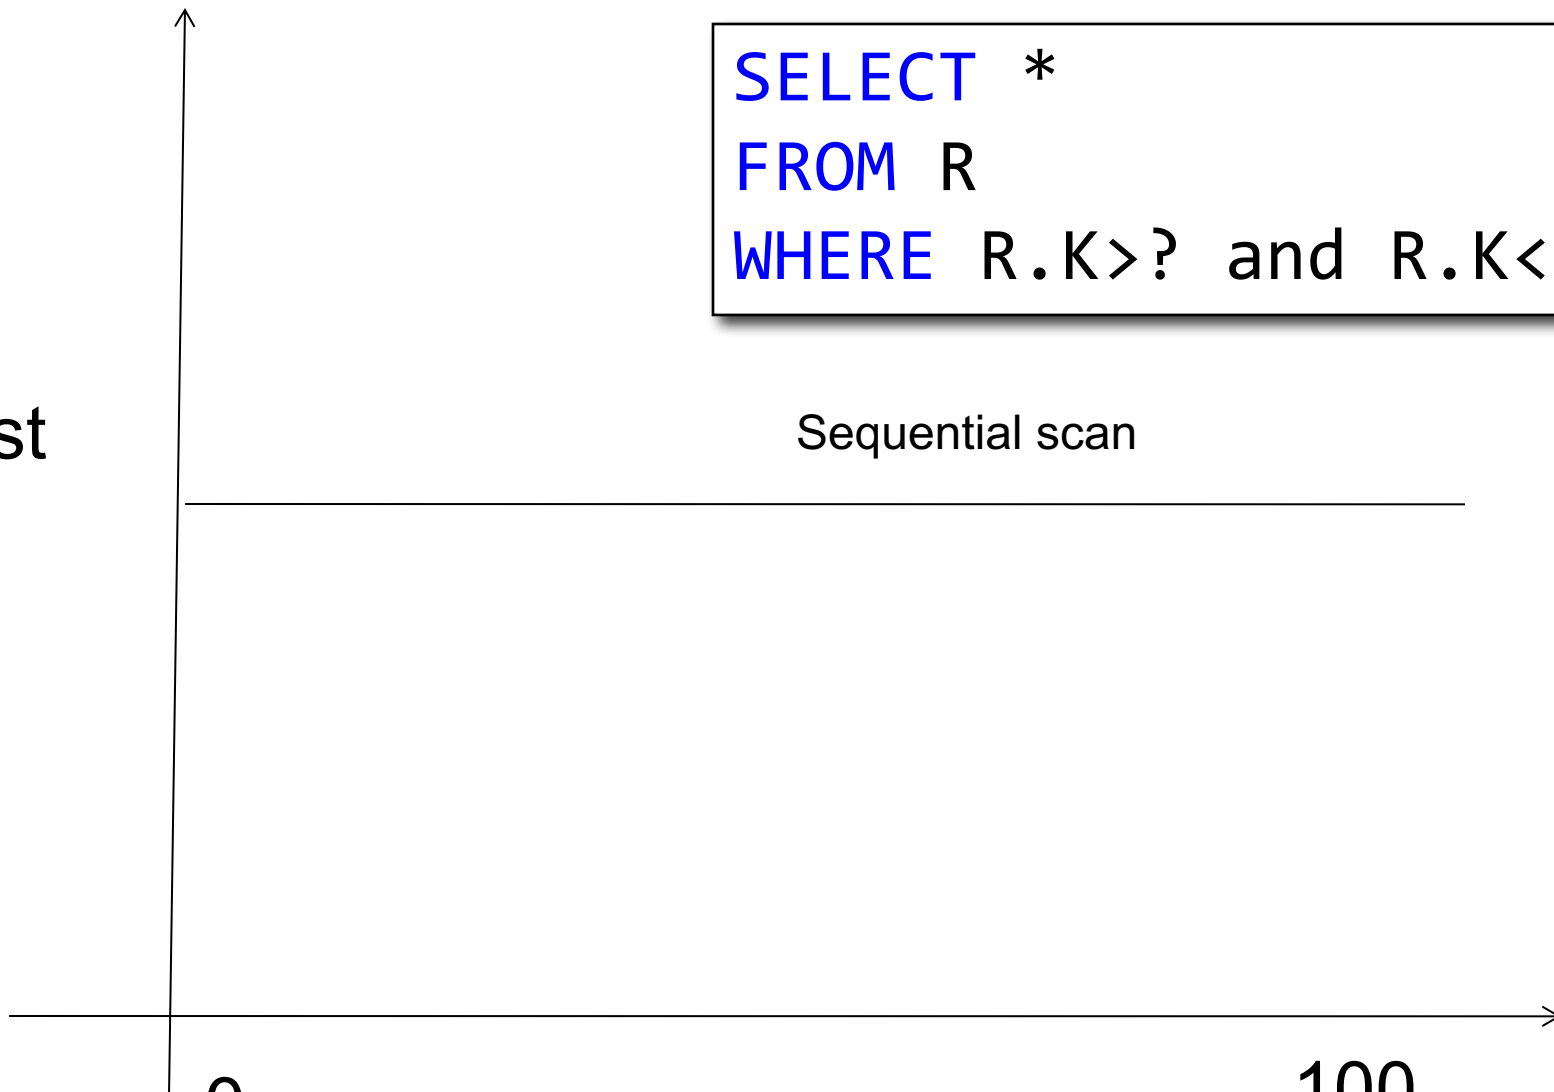 SELECT *
FROM R
WHERE R.K>? and R.K<
st
Sequential scan
0
100